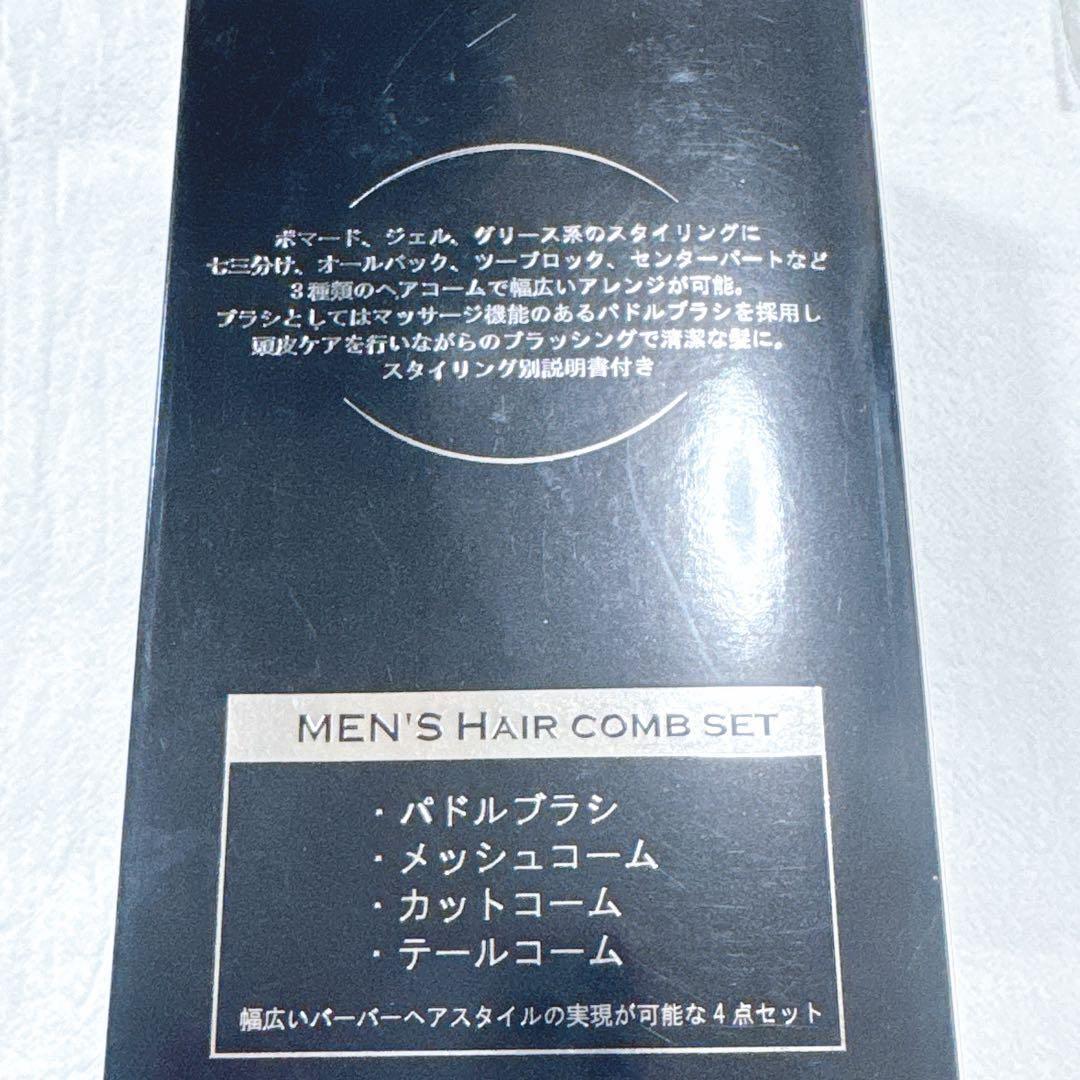 ポマード、ジェル、グリース系のスタイリングに
七三分け、オールバック、ツーブロック、センターパートなど
3種類のヘアコームで幅広いアレンジが可能。
ブラシとしてはマッサージ機能のあるパドルブラシを採用し
頭皮ケアを行いながらのブラッシングで清潔な髪に。
スタイリング別説明書付き
MEN'S HAIR COMB SET
・パドルブラシ
・メッシュコーム
・カットコーム
・テールコーム
幅広いバーバーヘアスタイルの実現が可能な4点セット